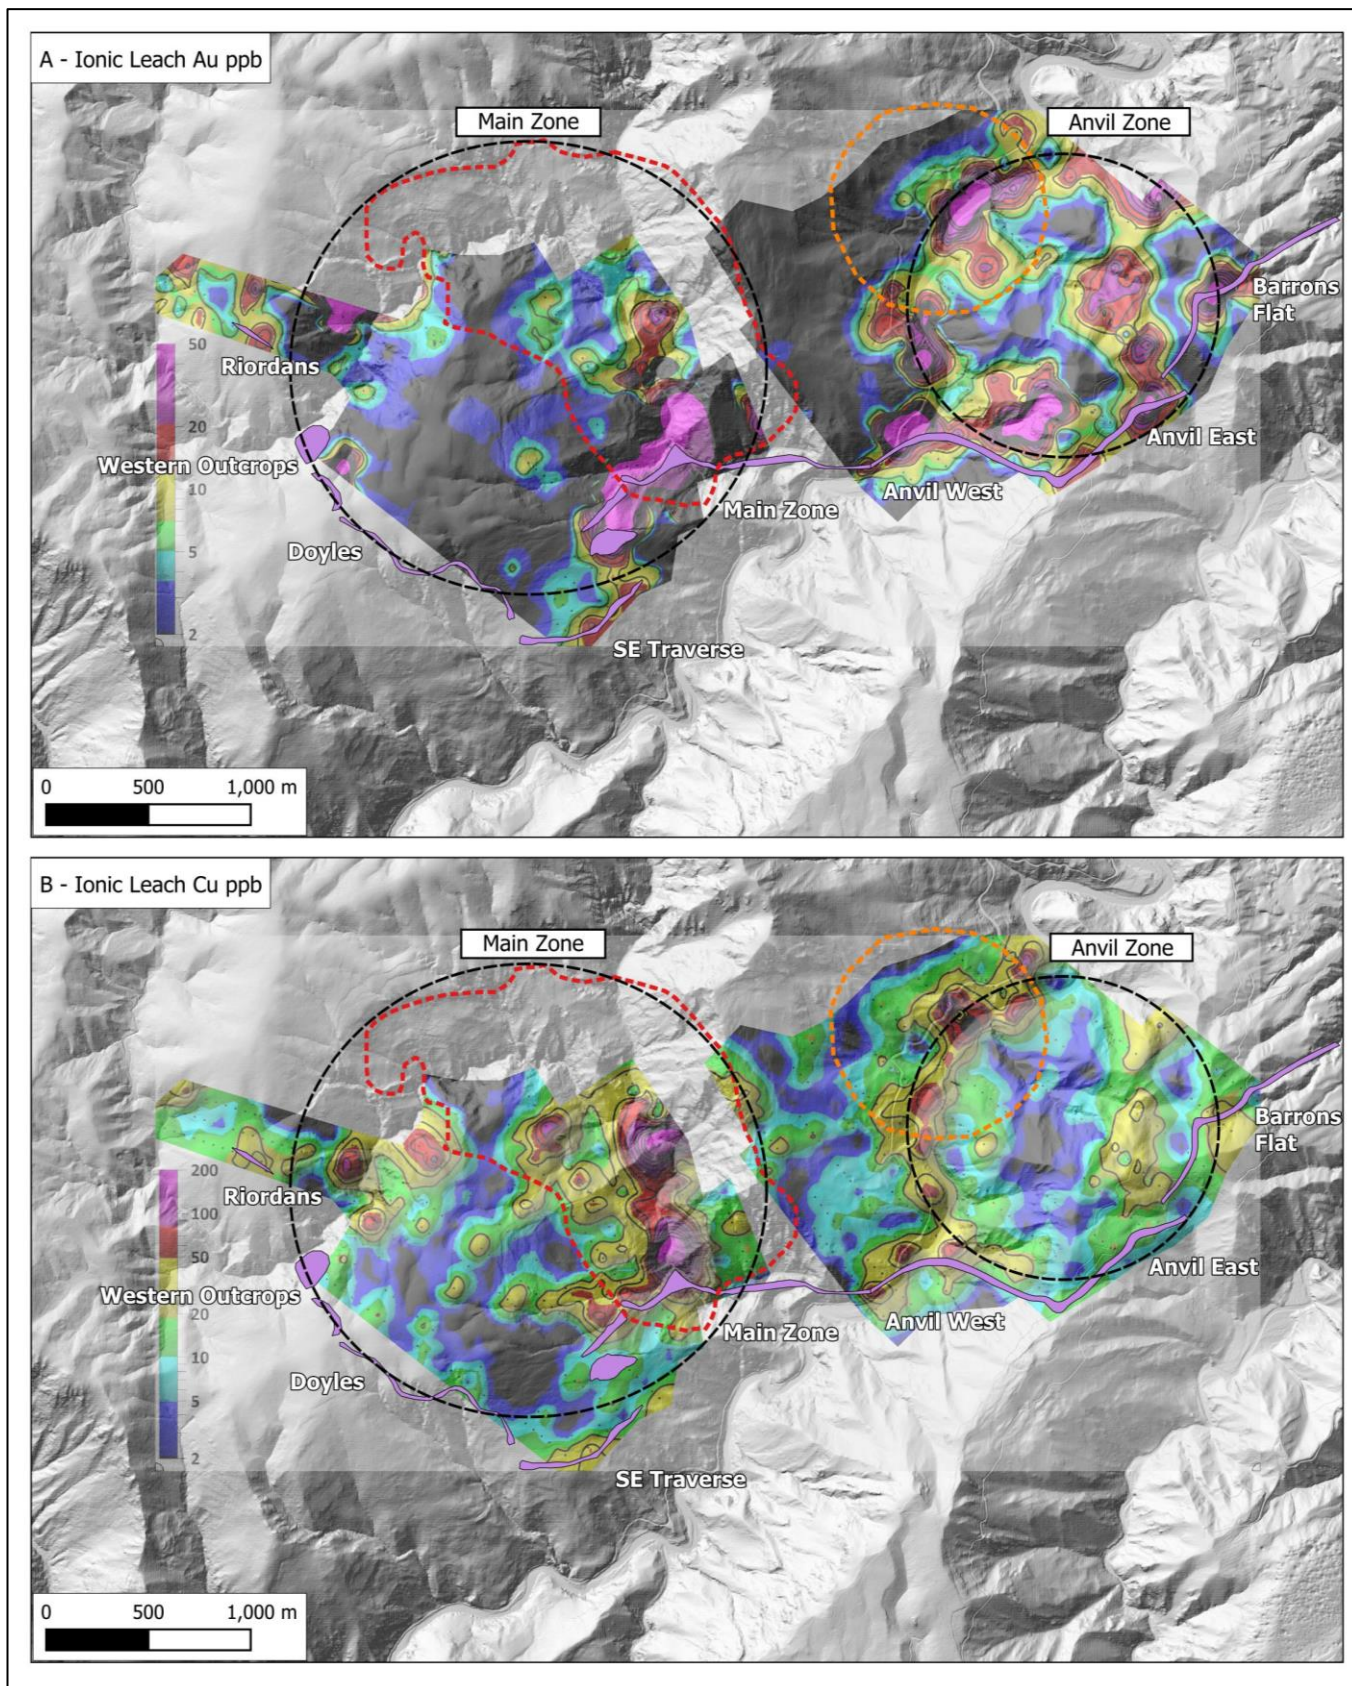 A - Ionic Leach Au ppb
Main Zone
Anvil Zone
Barrons
Flat
Riordans
50
20
Western Outcrops
10
Anvil East
Anvil West
Main Zone
Doyles
5
2
SE Traverse
0 500 1,000 m
B - Ionic Leach Cu ppb
Main Zone
Anvil Zone
Barrons
Flat
200
Riordans
100
50
Western Outcrops
Anvil East
20
Anvil West
Main Zone
10
Doyles
5
2
SE Traverse
0 500 1,000 m